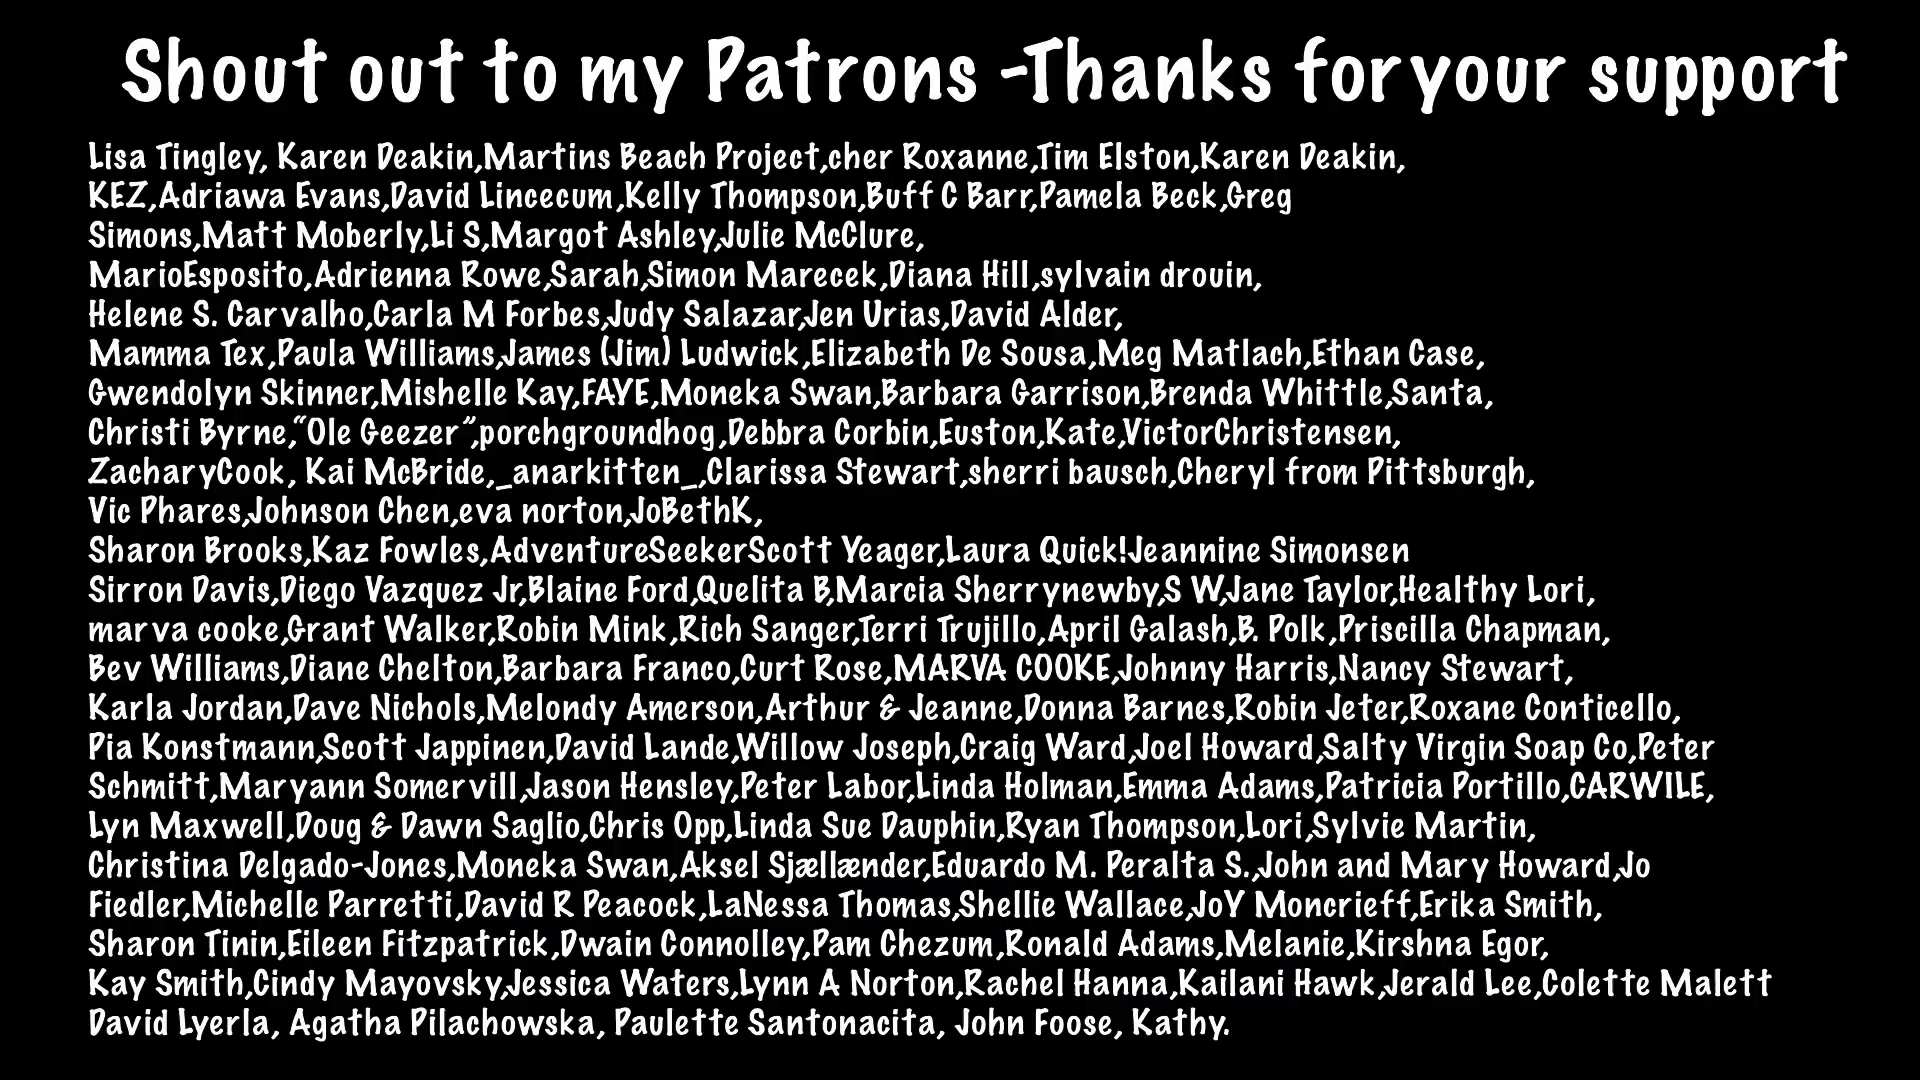 Shout out to my Patrons -Thanks for your support
Lisa Tingley, Karen Deakin,Martins Beach Project,cher Roxanne,Tim Elston,Karen Deakin,
KEZ,Adriawa Evans,David Lincecum,Kelly Thompson,Buff C Barr,Pamela Beck,Greg
Simons,Matt Moberly,Li S,Margot Ashley,Julie McClure,
MarioEsposito,Adrienna Rowe,Sarah,Simon Marecek,Diana Hill,sylvain drouin,
Helene S. Carvalho,Carla M Forbes,Judy Salazar,Jen Urias,David Alder,
Mamma Tex,Paula Williams,James (Jim) Ludwick,Elizabeth De Sousa,Meg Matlach,Ethan Case,
Gwendolyn Skinner,Mishelle Kay,FAYE,Moneka Swan,Barbara Garrison,Brenda Whittle,Santa,
Christi Byrne,“Ole Geezer”,porchgroundhog,Debbra Corbin,Euston,Kate,VictorChristensen,
ZacharyCook, Kai McBride,_anarkitten_,Clarissa Stewart,sherri bausch,Cheryl from Pittsburgh,
Vic Phares,Johnson Chen,eva norton,JoBethK,
Sharon Brooks,Kaz Fowles,AdventureSeekerScott Yeager,Laura Quick!Jeannine Simonsen
Sirron Davis,Diego Vazquez Jr,Blaine Ford,Quelita B,Marcia Sherrynewby,S W,Jane Taylor,Healthy Lori,
marva cooke,Grant Walker,Robin Mink,Rich Sanger,Terri Trujillo,April Galash,B. Polk,Priscilla Chapman,
Bev Williams,Diane Chelton,Barbara Franco,Curt Rose,MARVA COOKE,Johnny Harris,Nancy Stewart,
Karla Jordan,Dave Nichols,Melondy Amerson,Arthur & Jeanne,Donna Barnes,Robin Jeter,Roxane Conticello,
Pia Konstmann,Scott Jappinen,David Lande,Willow Joseph,Craig Ward,Joel Howard,Salty Virgin Soap Co,Peter
Schmitt,Maryann Somervill,Jason Hensley,Peter Labor,Linda Holman,Emma Adams,Patricia Portillo,CARWILE,
Lyn Maxwell,Doug & Dawn Saglio,Chris Opp,Linda Sue Dauphin,Ryan Thompson,Lori,Sylvie Martin,
Christina Delgado-Jones,Moneka Swan,Aksel Sjællænder,Eduardo M. Peralta S.,John and Mary Howard,Jo
Fiedler,Michelle Parretti,David R Peacock,LaNessa Thomas,Shellie Wallace,JoY Moncrieff,Erika Smith,
Sharon Tinin,Eileen Fitzpatrick,Dwain Connolley,Pam Chezum,Ronald Adams,Melanie,Kirshna Egor,
Kay Smith,Cindy Mayovsky,Jessica Waters,Lynn A Norton,Rachel Hanna,Kailani Hawk,Jerald Lee,Colette Malett
David Lyerla, Agatha Pilachowska, Paulette Santonacita, John Foose, Kathy.